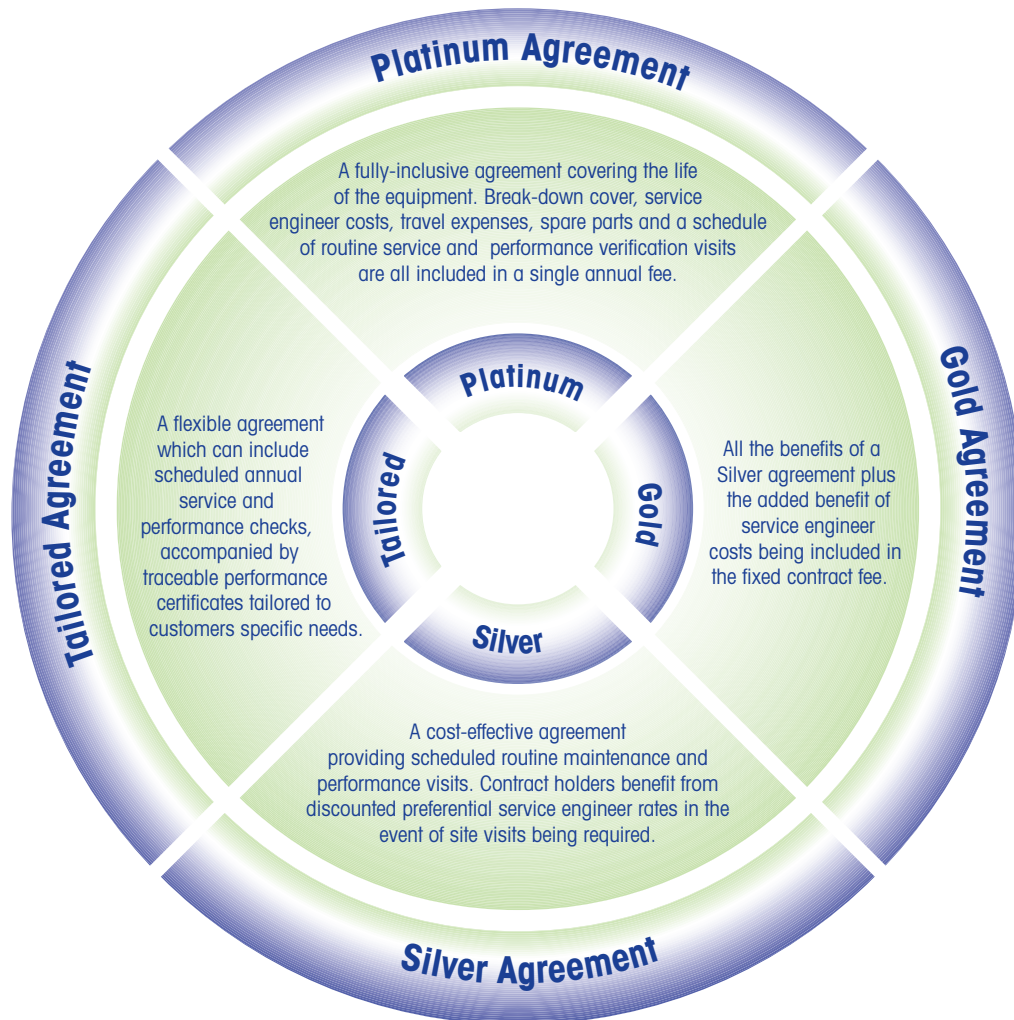 Platinum Agreement
A fully-inclusive agreement covering the life
of the equipment. Break-down cover, service
engineer costs, travel expenses, spare parts and a schedule
of routine service and performance verification visits
are all included in a single annual fee.
Tailored Agreement
A flexible agreement
which can include
scheduled annual
service and
performance checks,
accompanied by
traceable performance
certificates tailored to
customers specific needs.
Platinum
Tailored
Gold
Silver
All the benefits of a
Silver agreement plus
the added benefit of
service engineer
costs being included in
the fixed contract fee.
Gold Agreement
A cost-effective agreement
providing scheduled routine maintenance and
performance visits. Contract holders benefit from
discounted preferential service engineer rates in the
event of site visits being required.
Silver Agreement